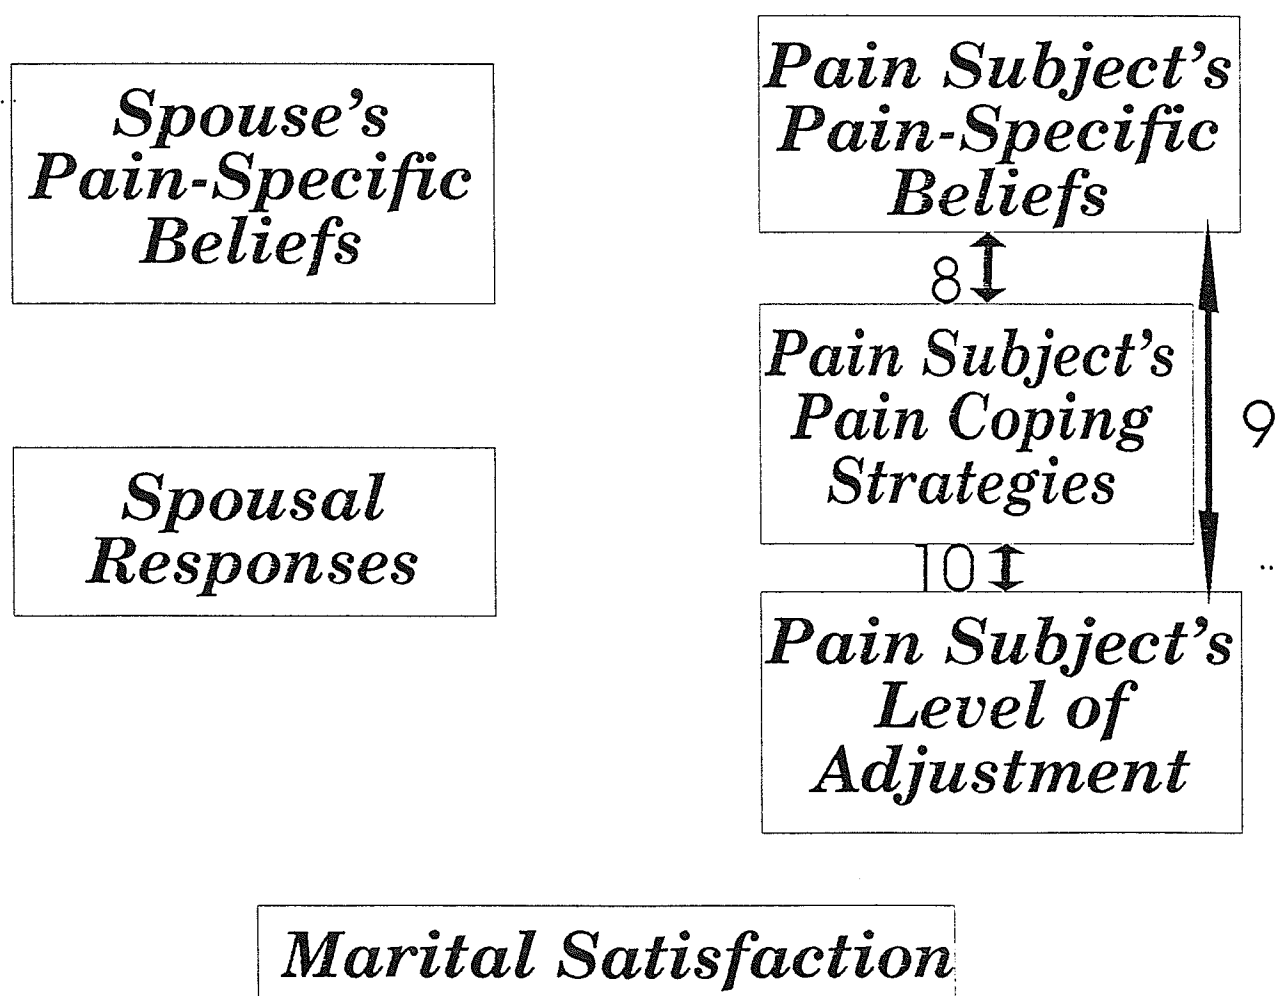 Spouse's
Pain-Specific
Beliefs
Spousal
Responses
Pain Subject's
Pain-Specific
Beliefs
8
Pain Subject's
Pain Coping
Strategies
9
10
Pain Subject's
Level of
Adjustment
Marital Satisfaction